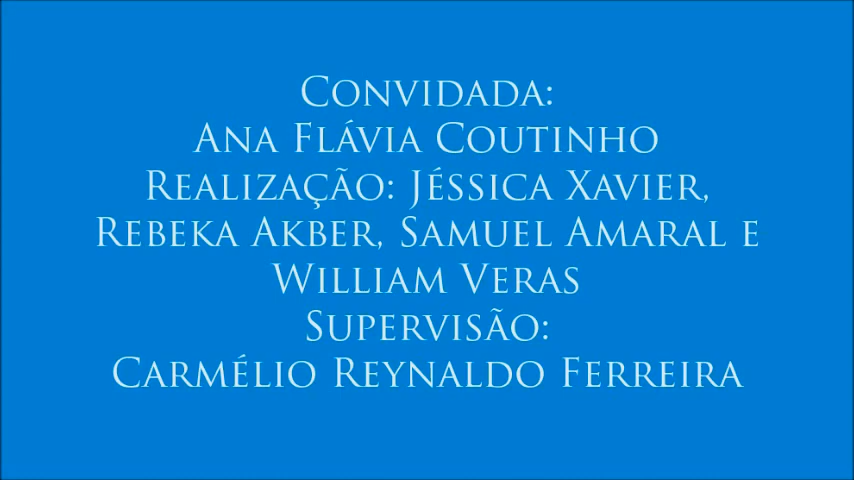 Convidada:
Ana Flávia Coutinho
Realização: Jéssica Xavier,
Rebeka Akber, Samuel Amaral e
William Veras
Supervisão:
Carmélio Reynaldo Ferreira